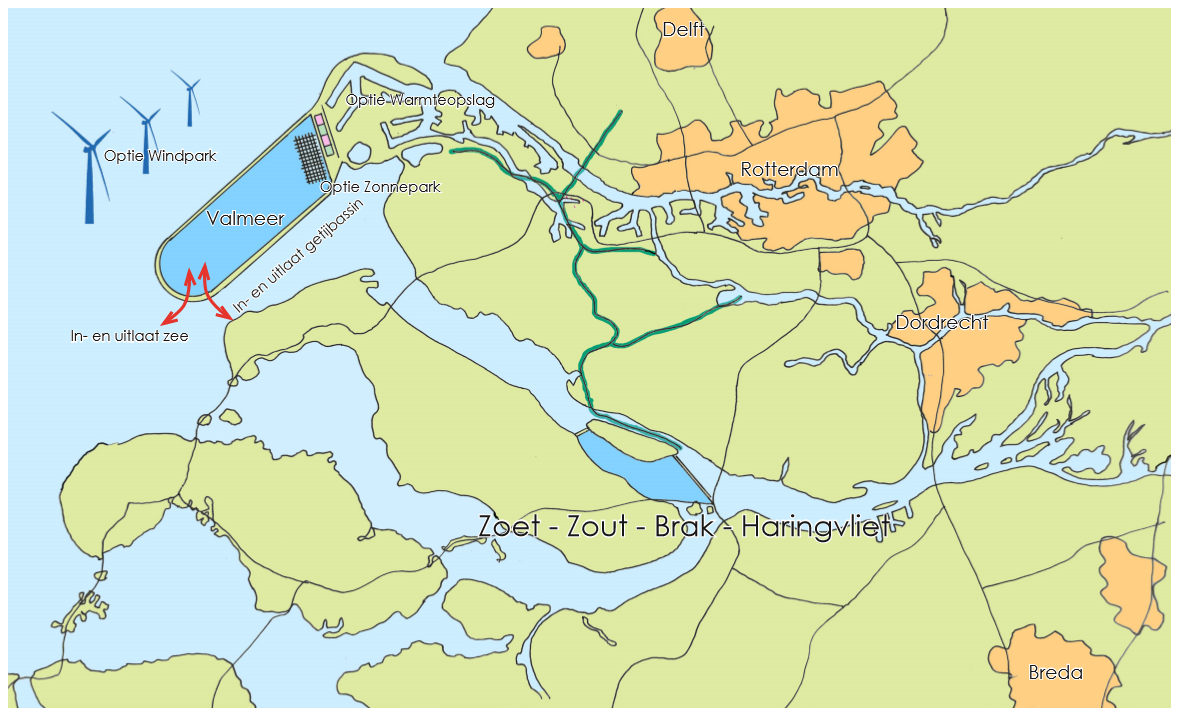 Delft
Optie Warmteopslag
Optie Windpark
Rotterdam
Optie Zonnepark
Valmeer
In- en uitlaat getijbassin
In- en uitlaat zee
Dordrecht
Zoet - Zout - Brak - Haringvliet
Breda